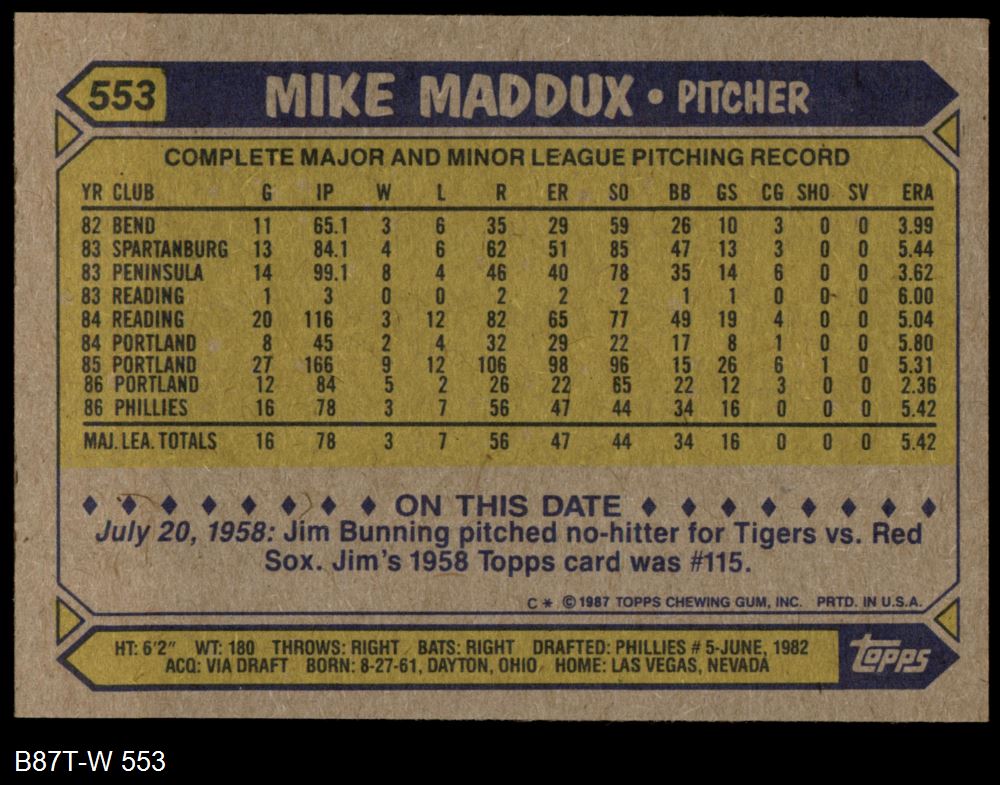 553 MIKE MADDUX • PITCHER
COMPLETE MAJOR AND MINOR LEAGUE PITCHING RECORD
YR CLUB G IP W L R ER SO BB GS CG SHO SV ERA
82 BEND 11 65.1 3 6 35 29 59 26 10 3 0 0 3.99
83 SPARTANBURG 13 84.1 4 6 62 51 85 47 13 3 0 0 5.44
83 PENINSULA 14 99.1 8 4 46 40 78 35 14 6 0 0 3.62
83 READING 1 3 0 0 2 2 2 1 1 0 0 0 6.00
84 READING 20 116 3 12 82 65 77 49 19 4 0 0 5.04
84 PORTLAND 8 45 2 4 32 29 22 17 8 1 0 0 5.80
85 PORTLAND 27 166 9 12 106 98 96 15 26 6 1 0 5.31
86 PORTLAND 12 84 5 2 26 22 65 22 12 3 0 0 2.36
86 PHILLIES 16 78 3 7 56 47 44 34 16 0 0 0 5.42
MAJ. LEA. TOTALS 16 78 3 7 56 47 44 34 16 0 0 0 5.42
ON THIS DATE
July 20, 1958: Jim Bunning pitched no-hitter for Tigers vs. Red
Sox. Jim's 1958 Topps card was #115.
C * © 1987 TOPPS CHEWING GUM, INC. PRTD. IN U.S.A.
HT: 6'2" WT: 180 THROWS: RIGHT BATS: RIGHT DRAFTED: PHILLIES # 5-JUNE, 1982
ACQ: VIA DRAFT BORN: 8-27-61, DAYTON, OHIO HOME: LAS VEGAS, NEVADA
Topps
B87T-W 553